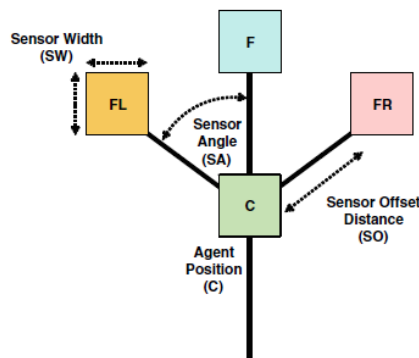 Sensor Width
(SW)
F
FL
FR
Sensor
Angle
(SA)
C
Sensor Offset
Distance
(SO)
Agent
Position
(C)